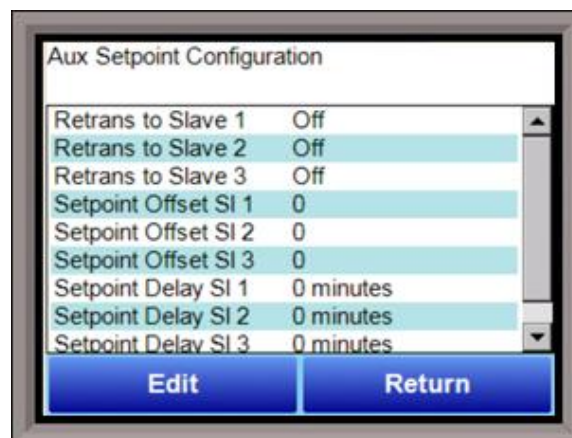 Aux Setpoint Configuration
Retrans to Slave 1 Off
Retrans to Slave 2 Off
Retrans to Slave 3 Off
Setpoint Offset Sl 1 0
Setpoint Offset Sl 2 0
Setpoint Offset Sl 3 0
Setpoint Delay Sl 1 0 minutes
Setpoint Delay Sl 2 0 minutes
Setpoint Delay Sl 3 0 minutes
Edit Return